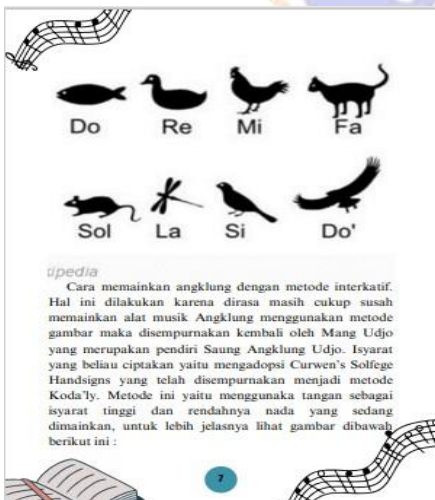 Do Re Mi Fa
Sol La Si Do'
ipedia
Cara memainkan angklung dengan metode interkatif.
Hal ini dilakukan karena dirasa masih cukup susah
memainkan alat musik Angklung menggunakan metode
gambar maka disempurnakan kembali oleh Mang Udjo
yang merupakan pendiri Saung Angklung Udjo. Isyarat
yang beliau ciptakan yaitu mengadopsi Curwen's Solfege
Handsigns yang telah disempurnakan menjadi metode
Koda'ly. Metode ini yaitu menggunaka tangan sebagai
isyarat tinggi dan rendahnya nada yang sedang
dimainkan, untuk lebih jelasnya lihat gambar dibawah
berikut ini :
7